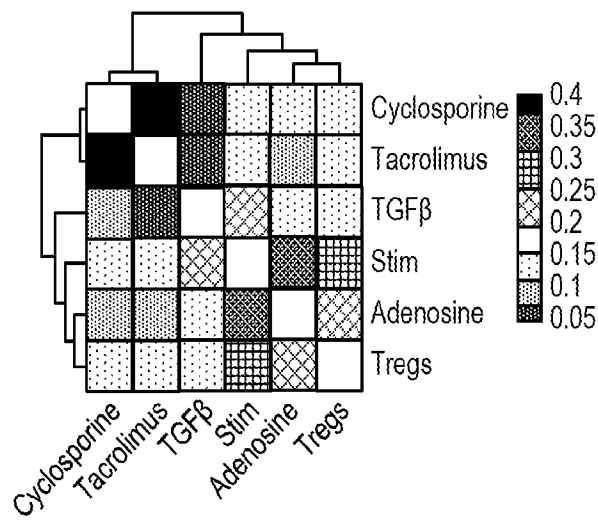 Cyclosporine
Tacrolimus
TGFβ
Stim
Adenosine
Tregs
0.4
0.35
0.3
0.25
0.2
0.15
0.1
0.05
Cyclosporine
Tacrolimus
TGFβ
Stim
Adenosine
Tregs